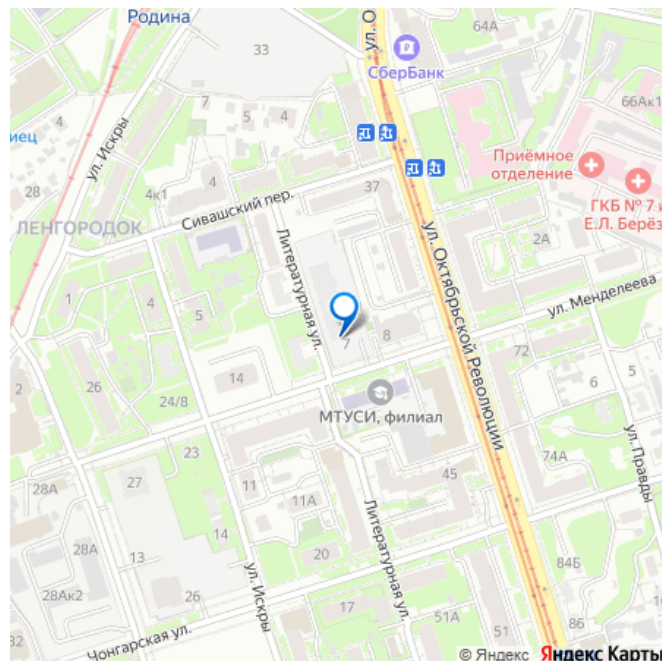 Родина
ул. О
64А
СберБанк
33
66Ак1
7
5
4
4
иец
28
ул. Искры
4к1
4
Приёмное
отделение
ГКБ № 7 и
Е.Л. Берёз
37
Сивашский пер.
ЛЕНГОРОДОК
2А
ул. Октябрьской Революции
Литературная ул.
ул. Менделеева
1
4
5
7
8
72
6
5
2
26
14
24/8
МТУСИ, филиал
ул. Правды
23
45
74А
28А
27
11
11А
28А
13
14
20
84Б
28Ак2
26
ул. Искры
Литературная ул.
17
51А
16
86
32
Чонгарская ул.
© Яндекс Яндекс Карты